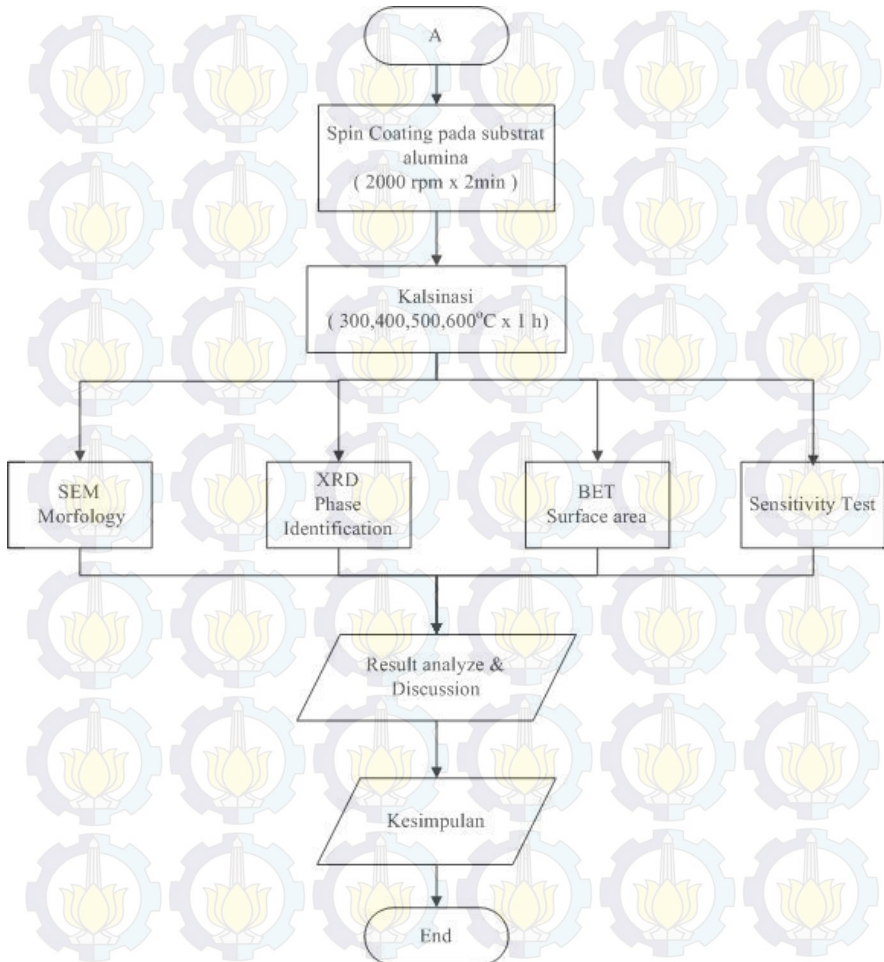 A
Spin Coating pada substrat
alumina
( 2000 rpm x 2min )
Kalsinasi
( 300,400,500,600°C x 1 h)
SEM
Morfology
XRD
Phase
Identification
BET
Surface area
Sensitivity Test
Result analyze &
Discussion
Kesimpulan
End